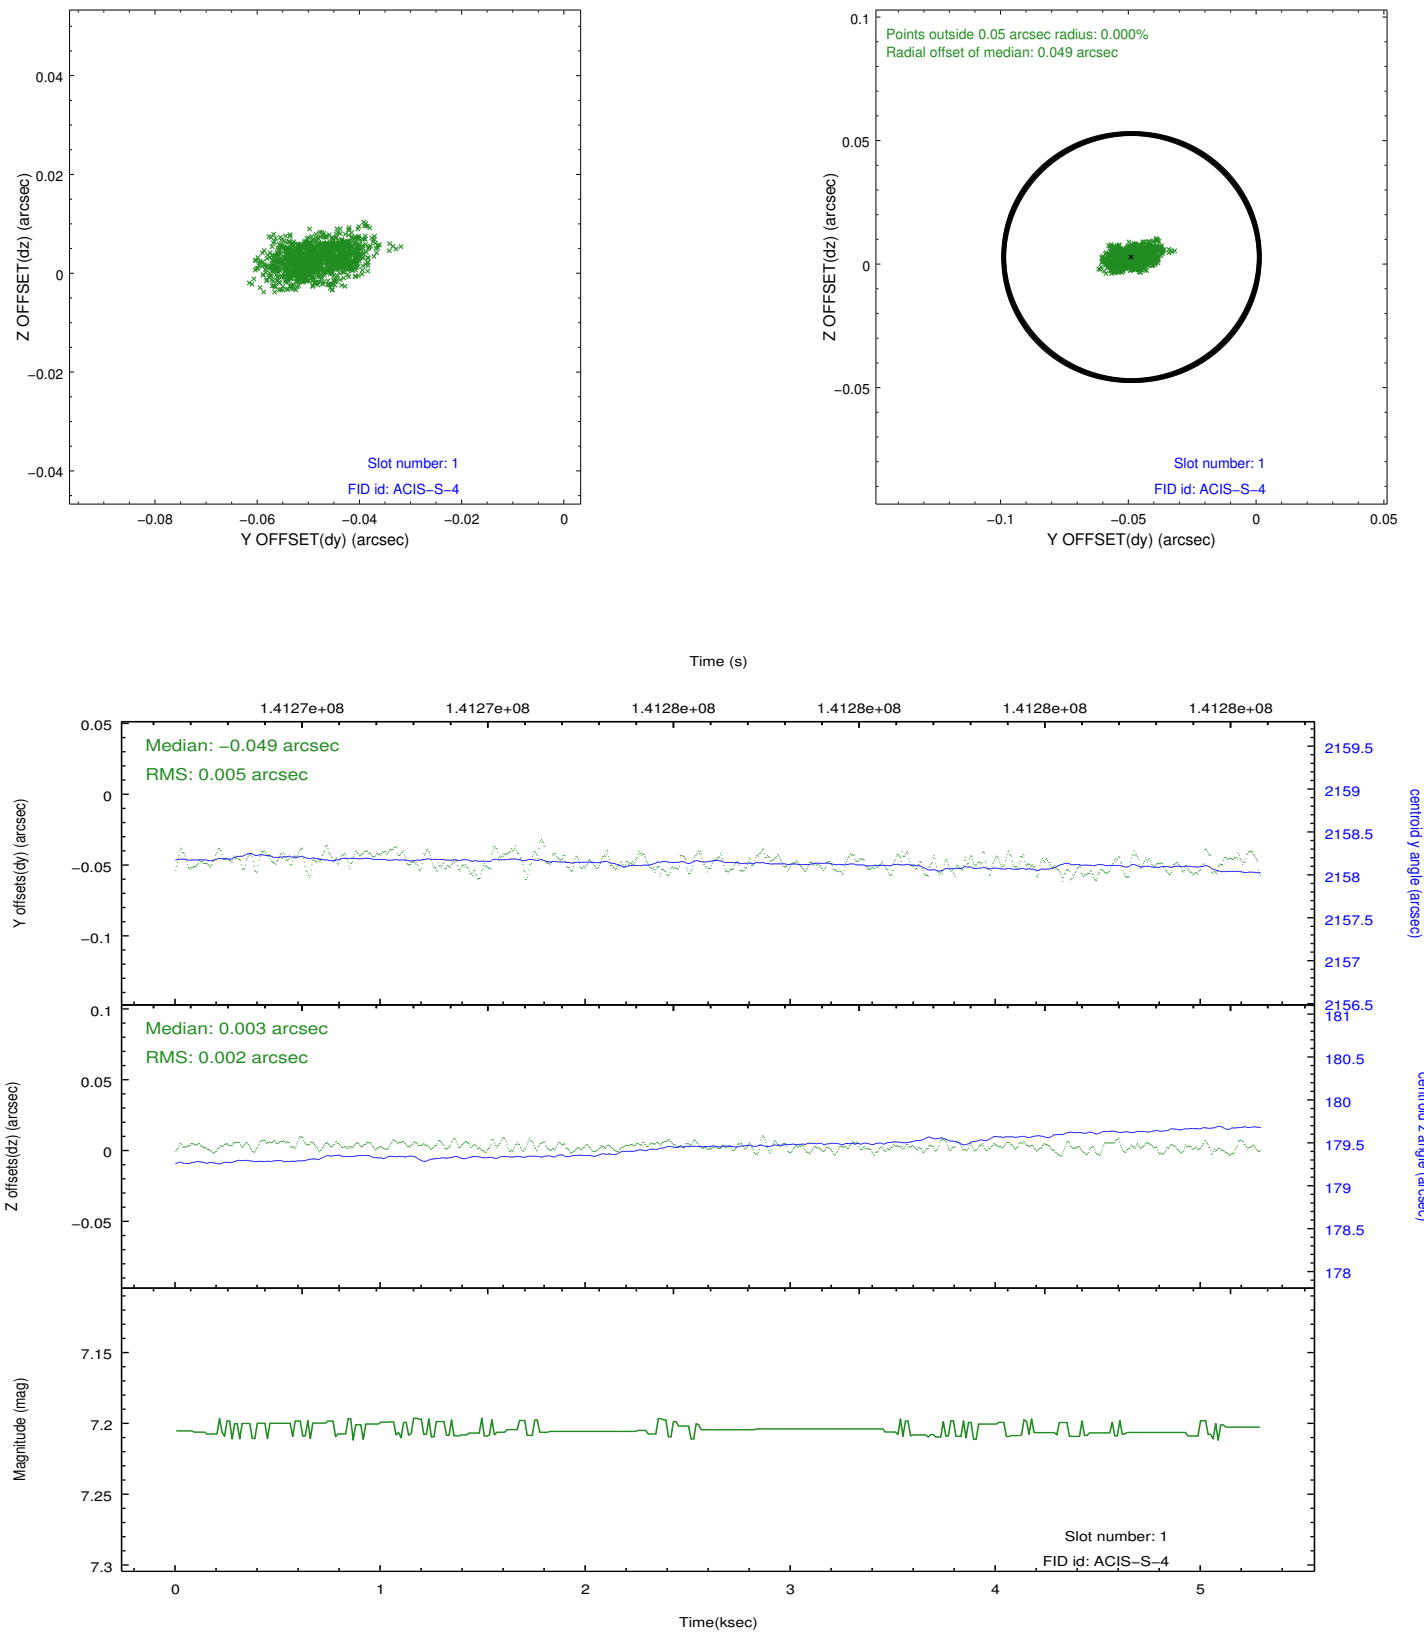 0.04
0.02
0
−0.02
−0.04
Z OFFSET(dz) (arcsec)
Slot number: 1
FID id: ACIS−S−4
−0.08
−0.06
−0.04
−0.02
0
Y OFFSET(dy) (arcsec)
0.1
0.05
0
−0.05
Z OFFSET(dz) (arcsec)
Points outside 0.05 arcsec radius: 0.000%
Radial offset of median: 0.049 arcsec
Slot number: 1
FID id: ACIS−S−4
−0.1
−0.05
0
0.05
Y OFFSET(dy) (arcsec)
Time (s)
1.4127e+08
1.4127e+08
1.4128e+08
1.4128e+08
1.4128e+08
1.4128e+08
0.05
0
−0.05
−0.1
Y offsets(dy) (arcsec)
Median: −0.049 arcsec
RMS: 0.005 arcsec
2159.5
2159
2158.5
2158
2157.5
2157
2156.5
centroid y angle (arcsec)
0.1
0.05
0
−0.05
Z offsets(dz) (arcsec)
Median: 0.003 arcsec
RMS: 0.002 arcsec
181
180.5
180
179.5
179
178.5
178
centroid z angle (arcsec)
7.15
7.2
7.25
7.3
Magnitude (mag)
Slot number: 1
FID id: ACIS−S−4
0
1
2
3
4
5
Time(ksec)